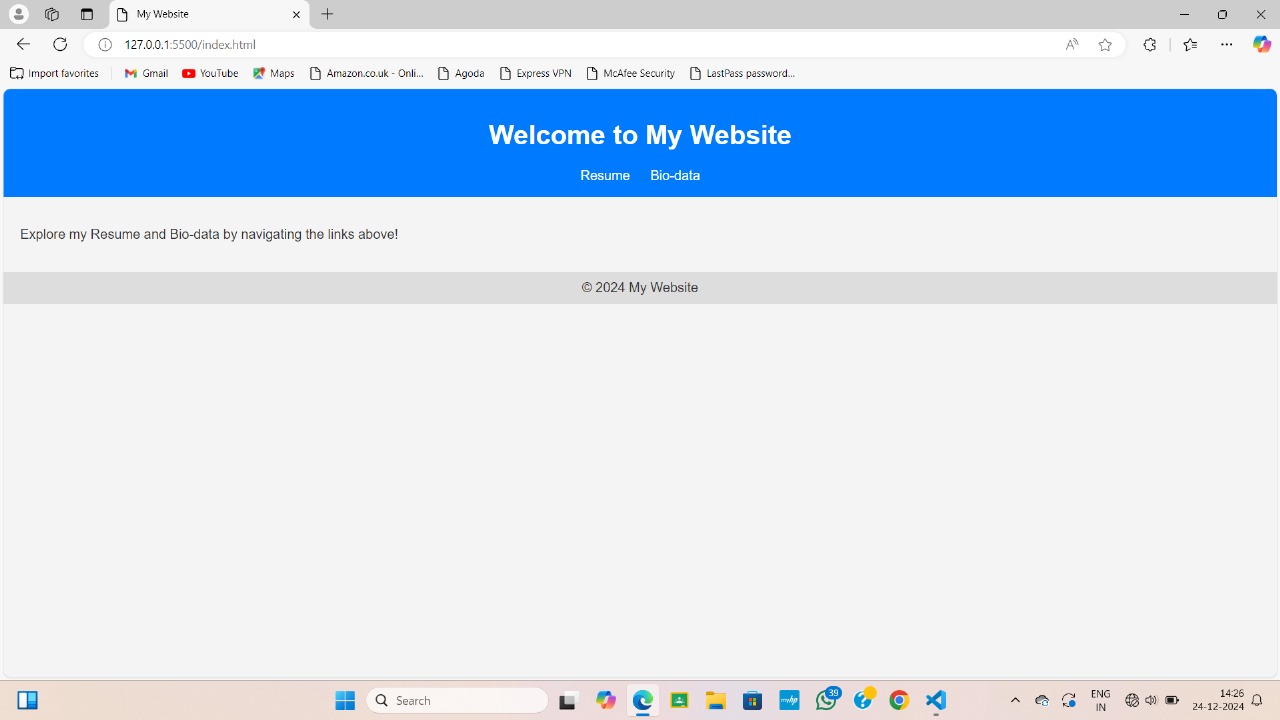 My Website
127.0.0.1:5500/index.html
Import favorites
Gmail
YouTube
Maps
Amazon.co.uk - Onli...
Agoda
Express VPN
McAfee Security
LastPass password...
Welcome to My Website
Resume Bio-data
Explore my Resume and Bio-data by navigating the links above!
© 2024 My Website
Search
myhp
39
ENG
IN
14:26
24-12-2024